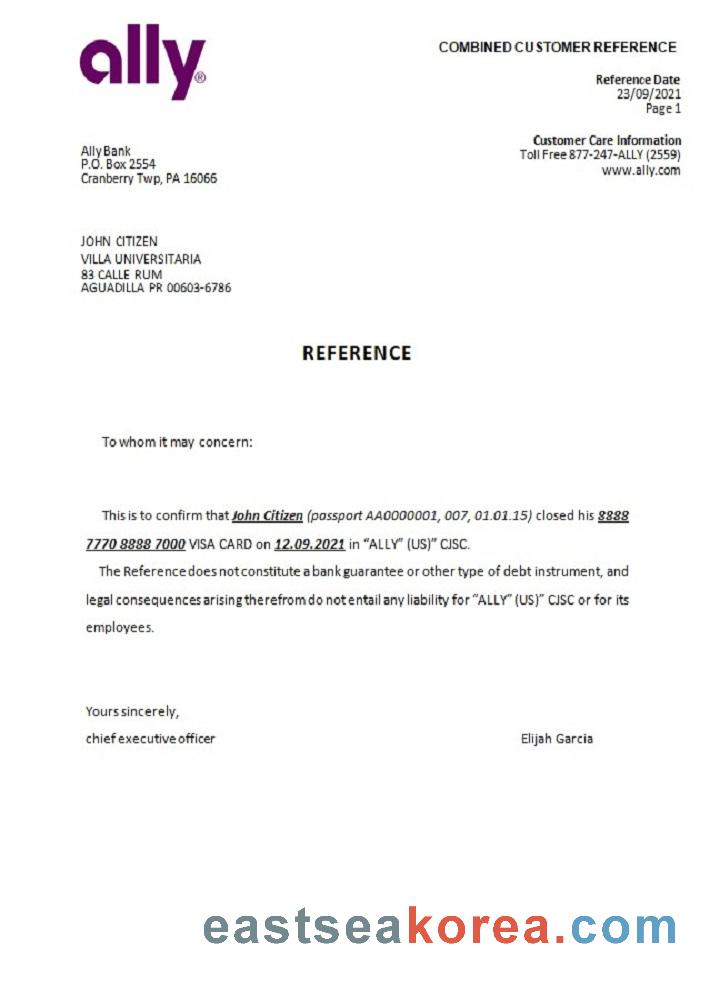 ally®
COMBINED CUSTOMER REFERENCE
Reference Date
23/09/2021
Page 1
Customer Care Information
Toll Free 877-247-ALLY (2559)
www.ally.com
Ally Bank
P.O. Box 2554
Cranberry Twp, PA 16066
JOHN CITIZEN
VILLA UNIVERSITARIA
83 CALLE RUM
AGUADILLA PR 00603-6786
REFERENCE
To whom it may concern:
This is to confirm that John Citizen (passport AA0000001, 007, 01.01.15) closed his 8888
7770 8888 7000 VISA CARD on 12.09.2021 in “ALLY” (US)” CJSC.
The Reference does not constitute a bank guarantee or other type of debt instrument, and
legal consequences arising therefrom do not entail any liability for “ALLY” (US)” CJSC or for its
employees.
Yours sincerely,
chief executive officer Elijah Garcia
eastseakorea.com